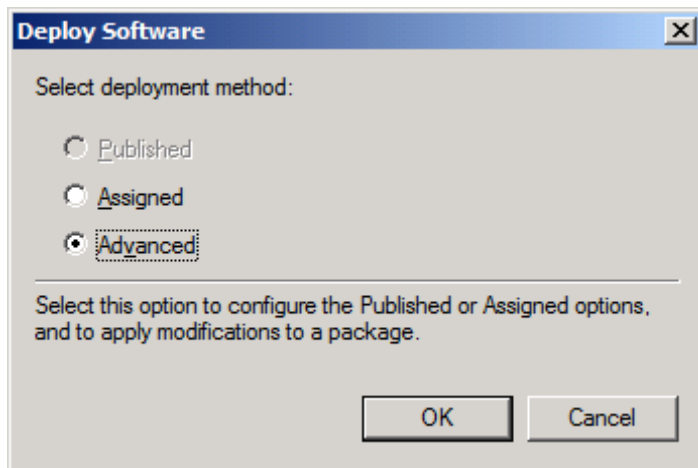 Deploy Software
Select deployment method:
Published
Assigned
Advanced
Select this option to configure the Published or Assigned options,
and to apply modifications to a package.
OK Cancel